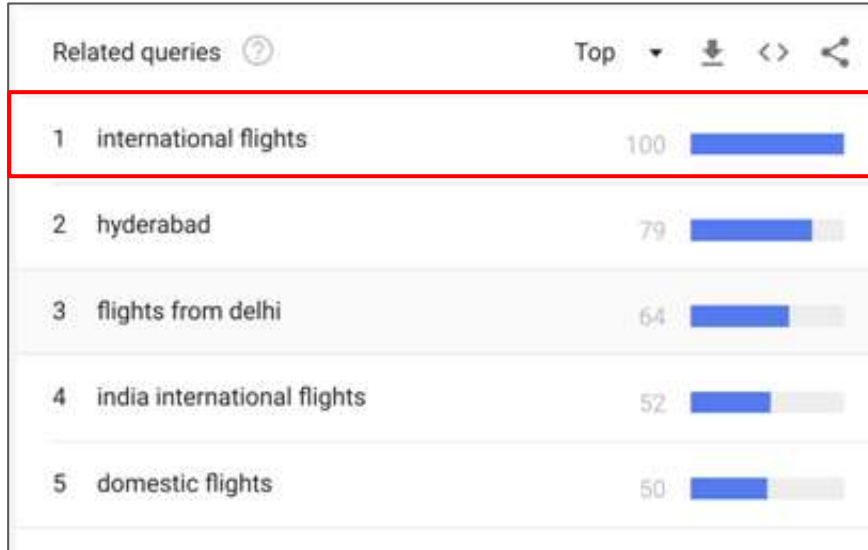 Related queries ? Top <>
1 international flights 100
2 hyderabad 79
3 flights from delhi 64
4 india international flights 52
5 domestic flights 50